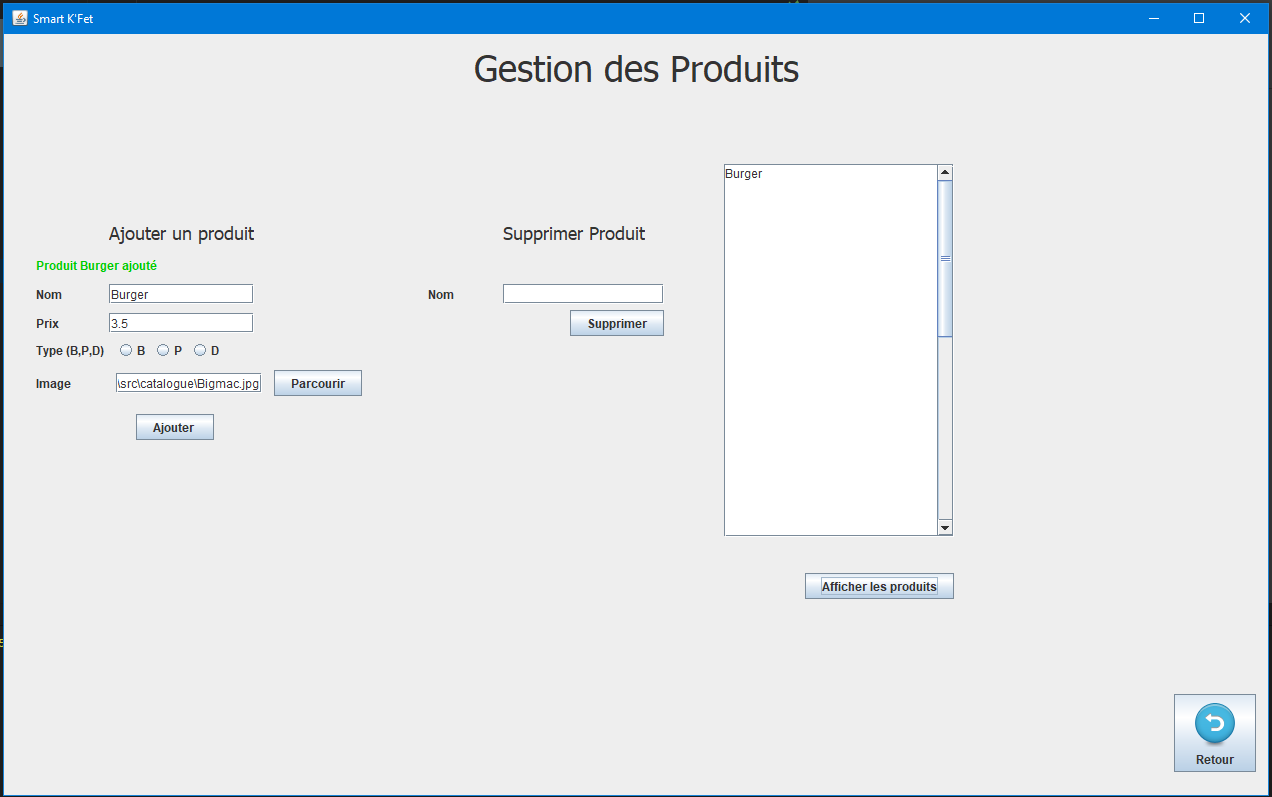 Smart K'Fet
Gestion des Produits
Ajouter un produit
Produit Burger ajouté
Nom Burger
Prix 3.5
Type (B,P,D) B P D
Image \src\catalogue\Bigmac.jpg Parcourir
Ajouter
Supprimer Produit
Nom
Supprimer
Burger
Afficher les produits
Retour